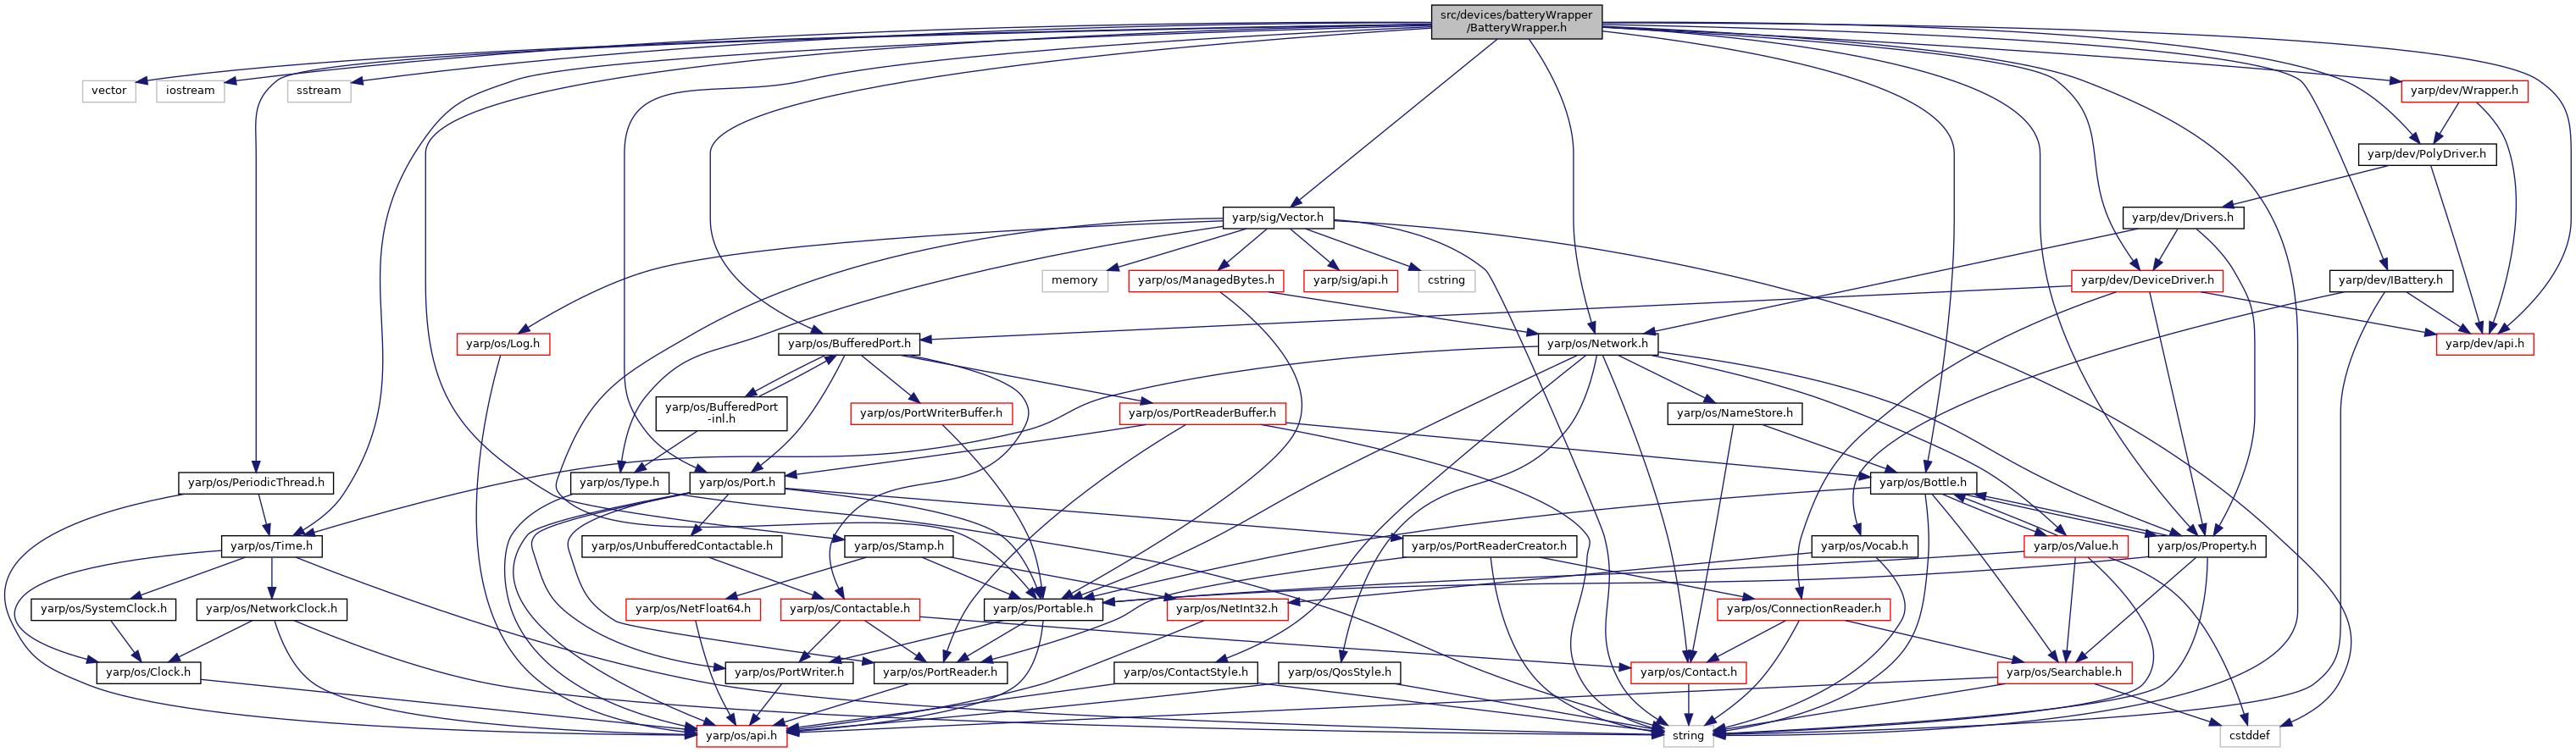 src/devices/batteryWrapper
/BatteryWrapper.h
vector
iostream
sstream
yarp/dev/Wrapper.h
yarp/dev/PolyDriver.h
yarp/sig/Vector.h
yarp/dev/Drivers.h
memory
yarp/os/ManagedBytes.h
yarp/sig/api.h
cstring
yarp/dev/DeviceDriver.h
yarp/dev/IBattery.h
yarp/os/Log.h
yarp/os/BufferedPort.h
yarp/os/Network.h
yarp/dev/api.h
yarp/os/BufferedPort
-inl.h
yarp/os/PortWriterBuffer.h
yarp/os/PortReaderBuffer.h
yarp/os/NameStore.h
yarp/os/PeriodicThread.h
yarp/os/Type.h
yarp/os/Port.h
yarp/os/Bottle.h
yarp/os/Time.h
yarp/os/UnbufferedContactable.h
yarp/os/Stamp.h
yarp/os/PortReaderCreator.h
yarp/os/Vocab.h
yarp/os/Value.h
yarp/os/Property.h
yarp/os/SystemClock.h
yarp/os/NetworkClock.h
yarp/os/NetFloat64.h
yarp/os/Contactable.h
yarp/os/Portable.h
yarp/os/NetInt32.h
yarp/os/ConnectionReader.h
yarp/os/Clock.h
yarp/os/PortWriter.h
yarp/os/PortReader.h
yarp/os/ContactStyle.h
yarp/os/QosStyle.h
yarp/os/Contact.h
yarp/os/Searchable.h
yarp/os/api.h
string
cstddef